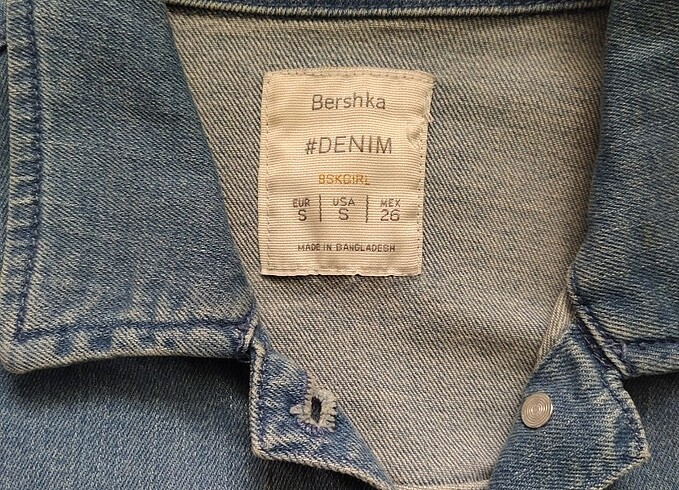 Bershka
#DENIM
BSKGIRL
EUR USA MEX
S S 26
MADE IN BANGLADESH